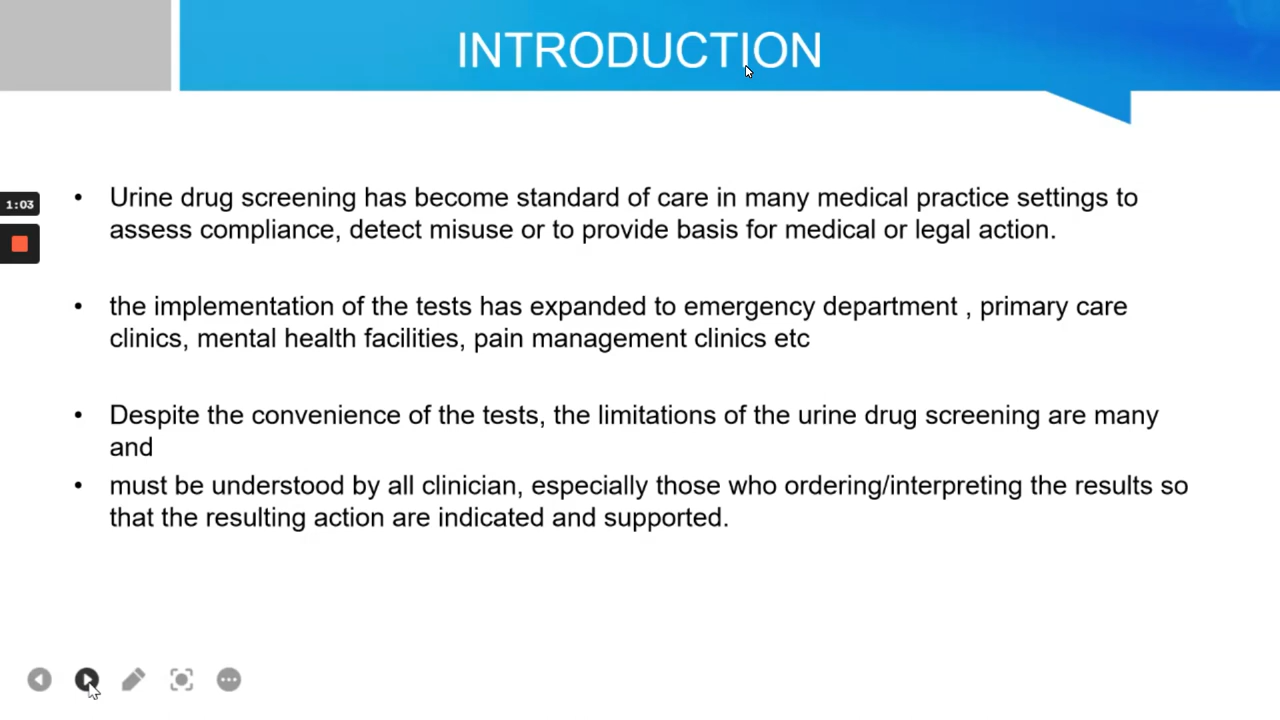 INTRODUCTION
• Urine drug screening has become standard of care in many medical practice settings to
assess compliance, detect misuse or to provide basis for medical or legal action.
• the implementation of the tests has expanded to emergency department , primary care
clinics, mental health facilities, pain management clinics etc
• Despite the convenience of the tests, the limitations of the urine drug screening are many
and
• must be understood by all clinician, especially those who ordering/interpreting the results so
that the resulting action are indicated and supported.
1:03